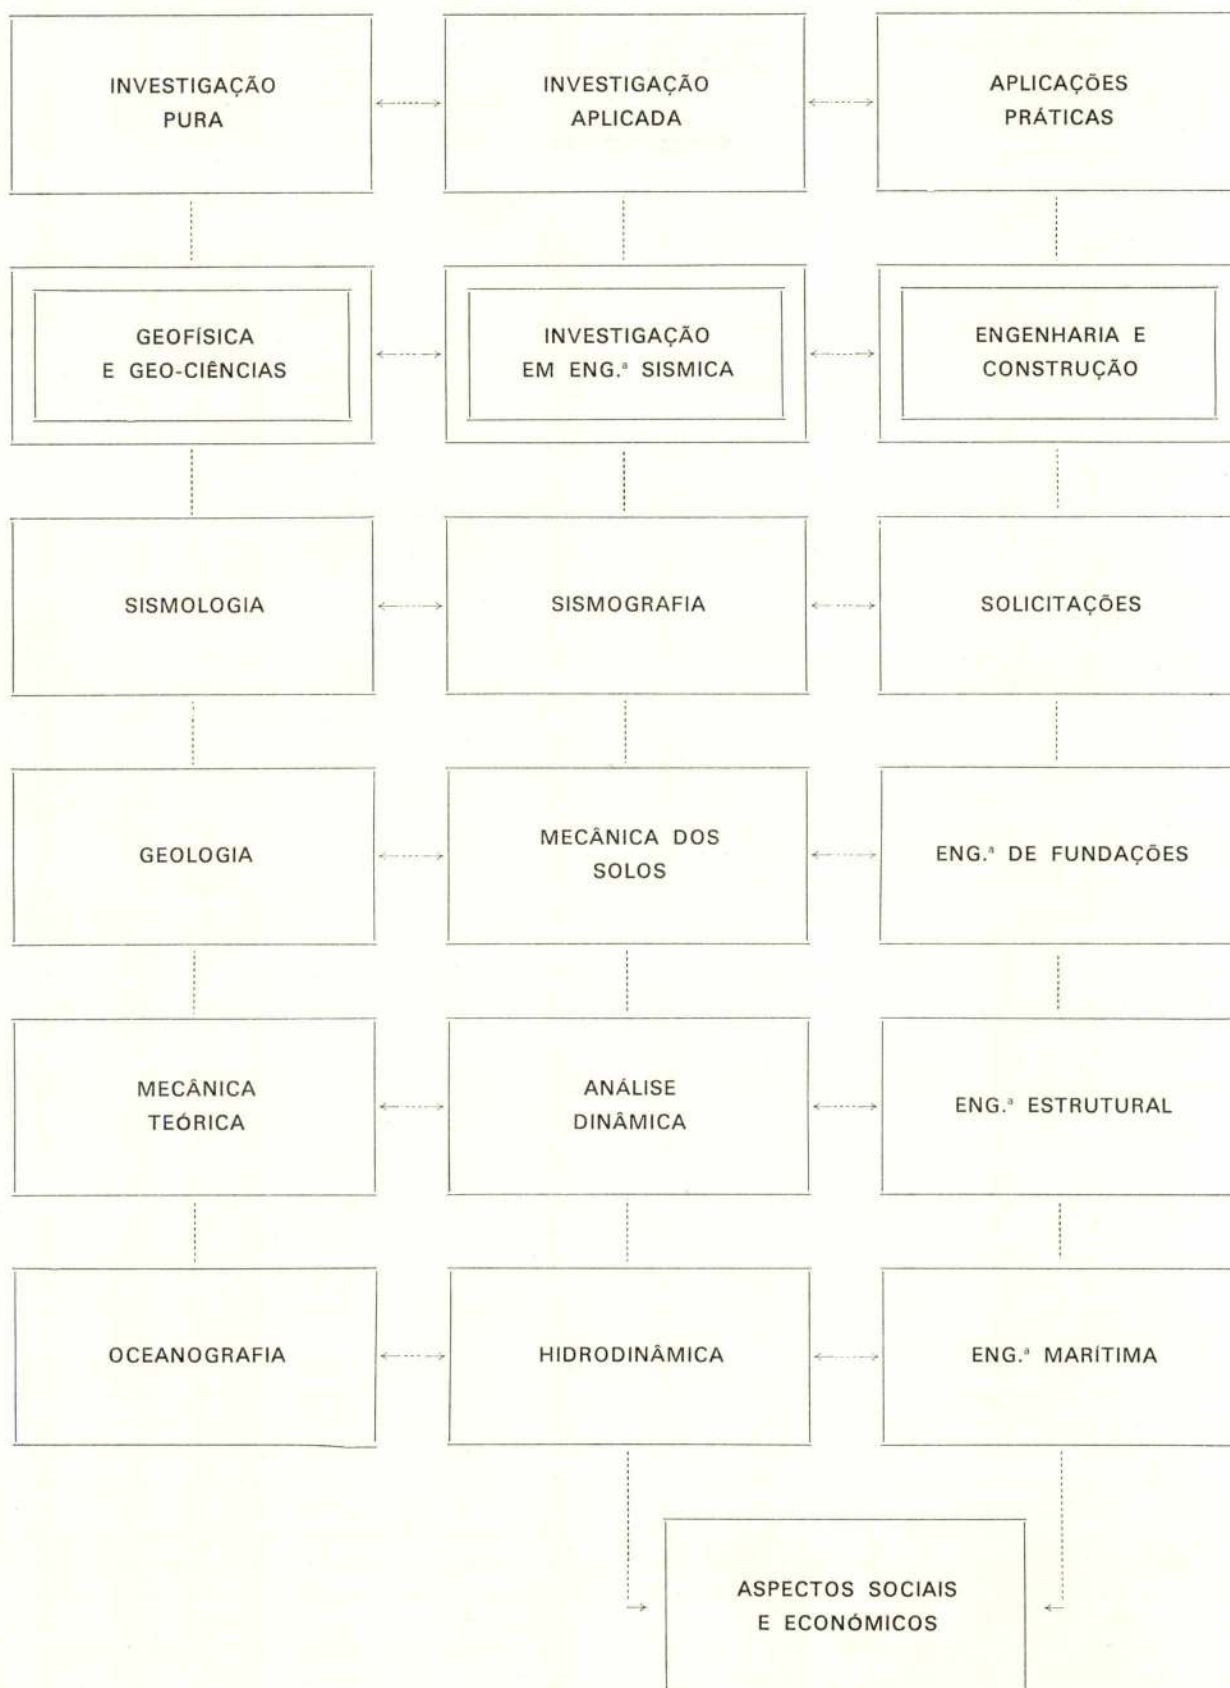 INVESTIGAÇÃO
PURA
INVESTIGAÇÃO
APLICADA
APLICAÇÕES
PRÁTICAS
GEOFÍSICA
E GEO-CIÊNCIAS
INVESTIGAÇÃO
EM ENG.ª SISMICA
ENGENHARIA E
CONSTRUÇÃO
SISMOLOGIA
SISMOGRAFIA
SOLICITAÇÕES
GEOLOGIA
MECÂNICA DOS
SOLOS
ENG.ª DE FUNDAÇÕES
MECÂNICA
TEÓRICA
ANÁLISE
DINÂMICA
ENG.ª ESTRUTURAL
OCEANOGRAFIA
HIDRODINÂMICA
ENG.ª MARÍTIMA
ASPECTOS SOCIAIS
E ECONÓMICOS